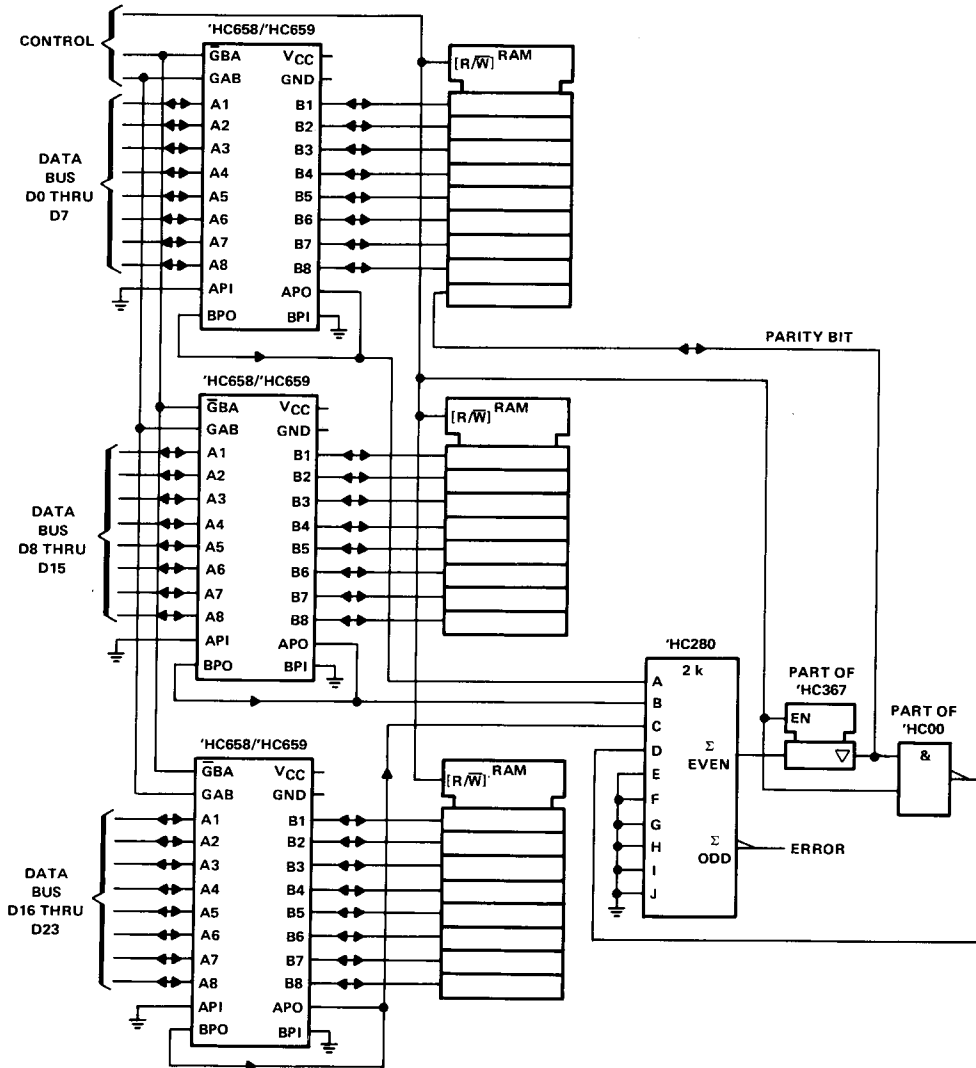 CONTROL
'HC658/'HC659
G̅BA
VCC
GAB
GND
A1
B1
A2
B2
A3
B3
A4
B4
A5
B5
A6
B6
A7
B7
A8
B8
API
APO
BPO
BPI
DATA
BUS
D0 THRU
D7
[R/W̅]
RAM
PARITY BIT
'HC658/'HC659
G̅BA
VCC
GAB
GND
A1
B1
A2
B2
A3
B3
A4
B4
A5
B5
A6
B6
A7
B7
A8
B8
API
APO
BPO
BPI
DATA
BUS
D8 THRU
D15
[R/W̅]
RAM
'HC658/'HC659
G̅BA
VCC
GAB
GND
A1
B1
A2
B2
A3
B3
A4
B4
A5
B5
A6
B6
A7
B7
A8
B8
API
APO
BPO
BPI
DATA
BUS
D16 THRU
D23
[R/W̅]
RAM
'HC280
2 k
A
B
C
D
E
F
G
H
I
J
Σ
EVEN
Σ
ODD
ERROR
PART OF
'HC367
EN
PART OF
'HC00
&